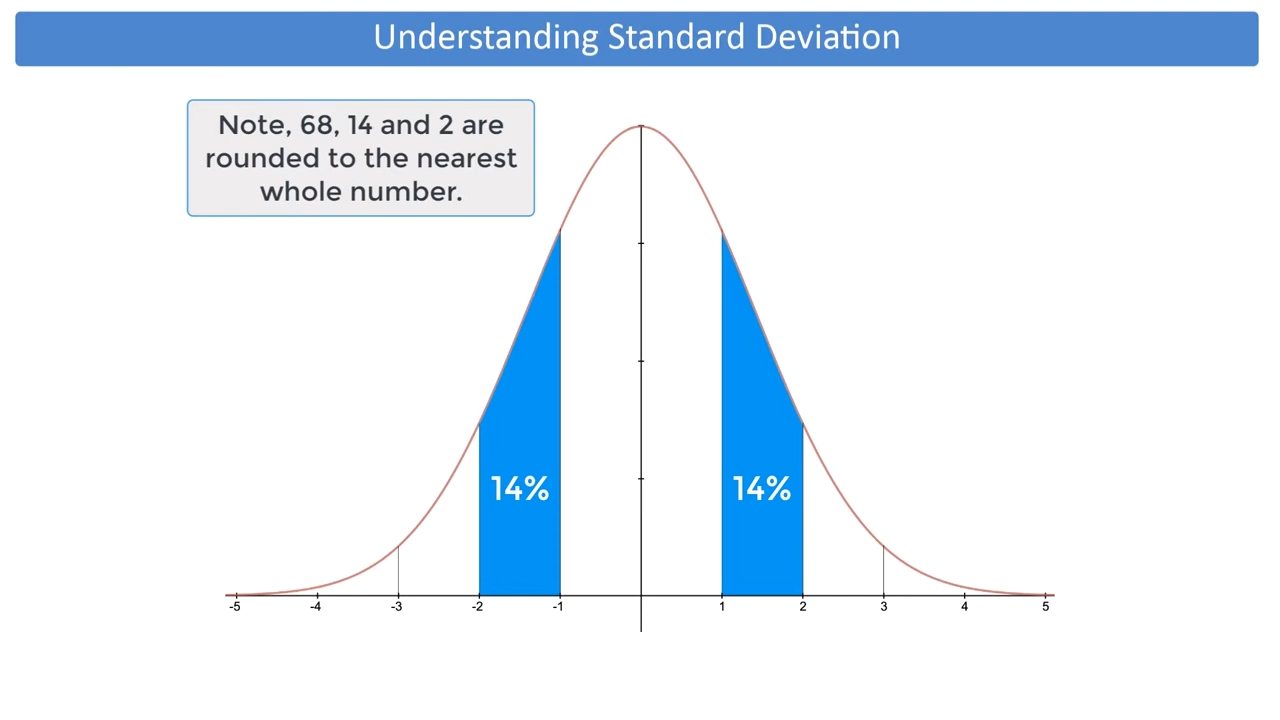 Understanding Standard Deviation
Note, 68, 14 and 2 are
rounded to the nearest
whole number.
14% 14%
-5 -4 -3 -2 -1 1 2 3 4 5